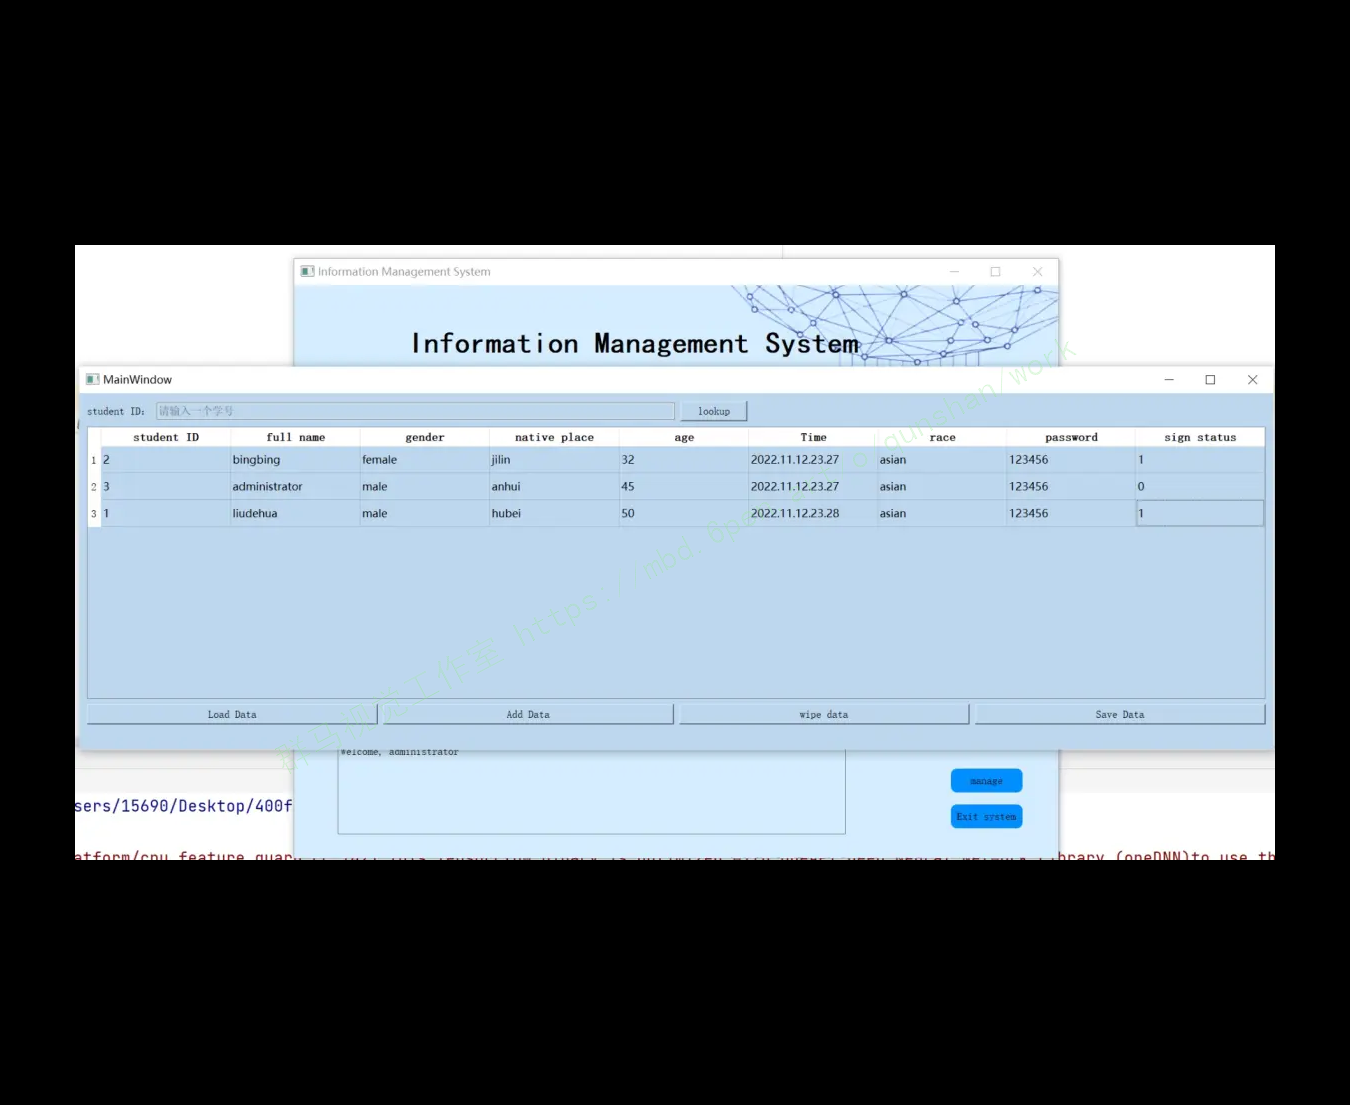 Information Management System
Information Management System
MainWindow
student ID: 请输入一个学号 lookup
student ID full name gender native place age Time race password sign status
1 2 bingbing female jilin 32 2022.11.12.23.27 asian 123456 1
2 3 administrator male anhui 45 2022.11.12.23.27 asian 123456 0
3 1 liudehua male hubei 50 2022.11.12.23.28 asian 123456 1
Load Data Add Data wipe data Save Data
Welcome, administrator
manage
sers/15690/Desktop/400f
Exit system
brary (oneDNN)to use th